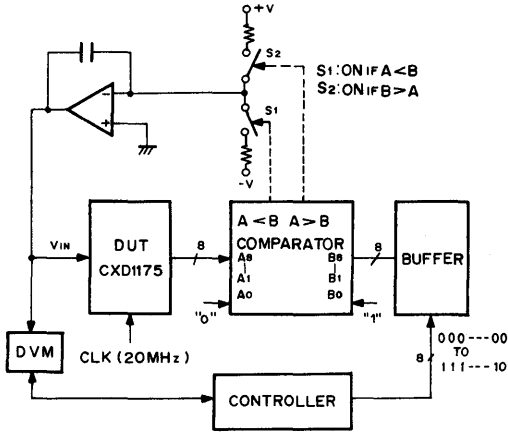 +V
S2
S1:ON IF A<B
S2:ON IF B>A
-
+
S1
-V
A<B A>B
COMPARATOR
A8 B8
A1 B1
A0 B0
DUT
CXD1175
VIN
8
8
BUFFER
"0"
"1"
CLK (20MHz)
DVM
CONTROLLER
8
000---00
TO
111---10